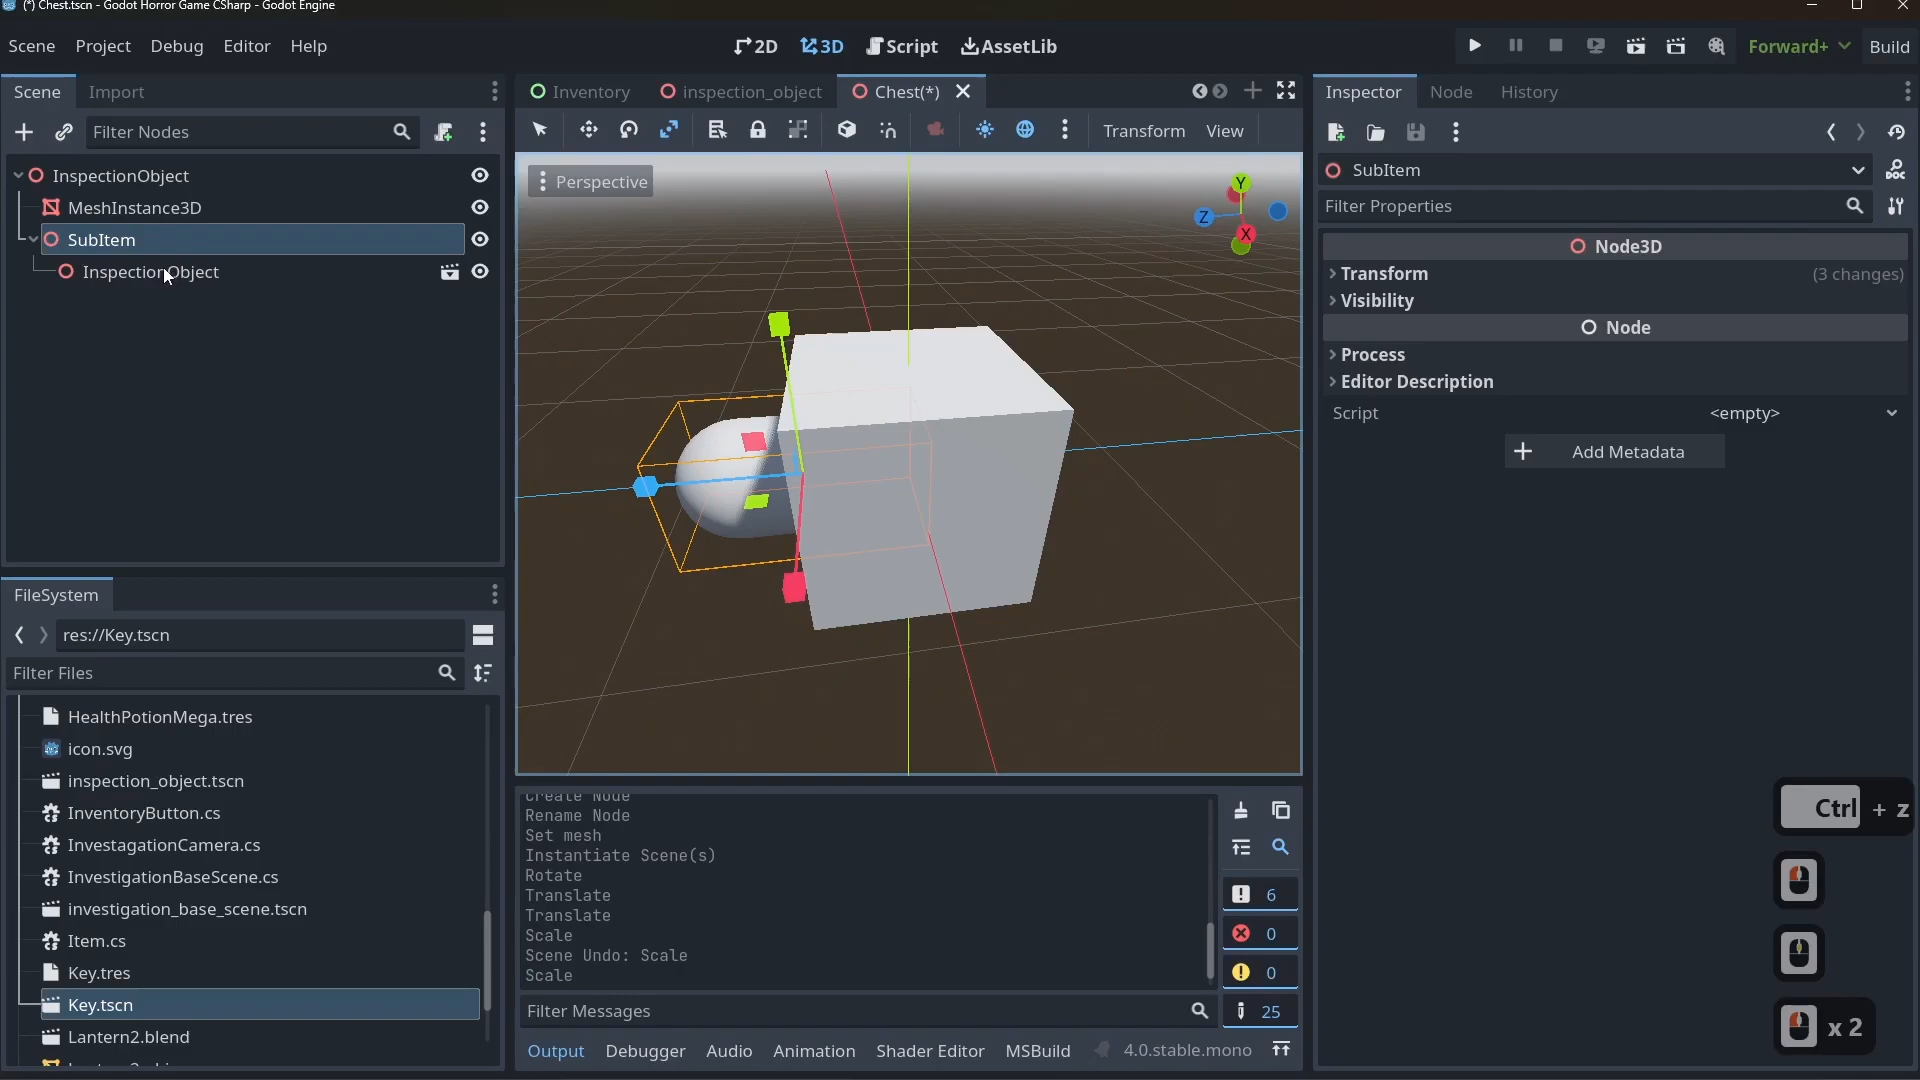 (*) Chest.tscn - Godot Horror Game CSharp - Godot Engine
Scene Project Debug Editor Help
2D 3D Script AssetLib
Forward+ Build
Scene Import
Filter Nodes
InspectionObject
MeshInstance3D
SubItem
InspectionObject
FileSystem
res://Key.tscn
Filter Files
HealthPotionMega.tres
icon.svg
inspection_object.tscn
InventoryButton.cs
InvestagationCamera.cs
InvestigationBaseScene.cs
investigation_base_scene.tscn
Item.cs
Key.tres
Key.tscn
Lantern2.blend
Inventory inspection_object Chest(*)
Transform View
Perspective
Y
Z
X
Create Node
Rename Node
Set mesh
Instantiate Scene(s)
Rotate
Translate
Translate
Scale
Scene Undo: Scale
Scale
6
0
0
25
Filter Messages
Output Debugger Audio Animation Shader Editor MSBuild 4.0.stable.mono
Inspector Node History
SubItem
DOC
Filter Properties
Node3D
Transform (3 changes)
Visibility
Node
Process
Editor Description
Script <empty>
Add Metadata
Ctrl + z
x 2